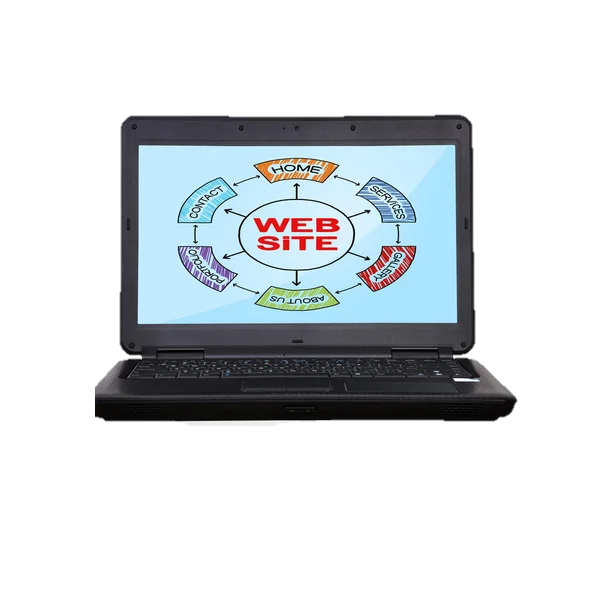 HOME
CONTACT
SERVICES
WEB
SiTE
PORTFOLIO
GALLERY
ABOUT US